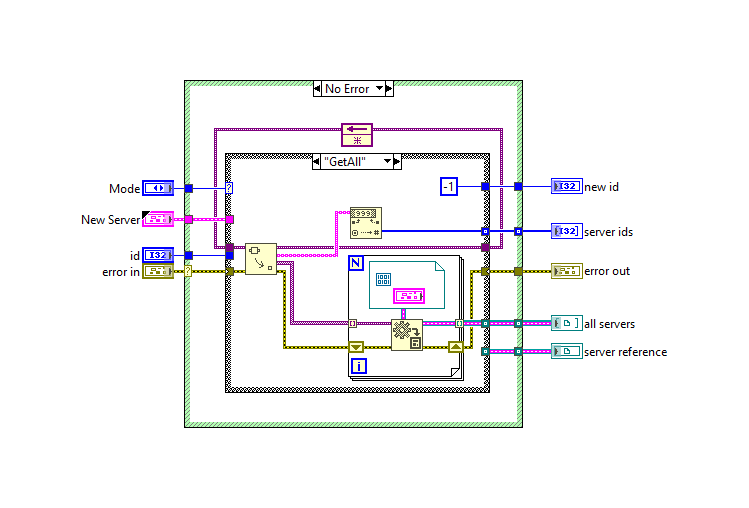 No Error
"GetAll"
Mode
?
-1
I32
new id
New Server
999
I32
server ids
id
I32
error in
?
N
error out
all servers
i
server reference